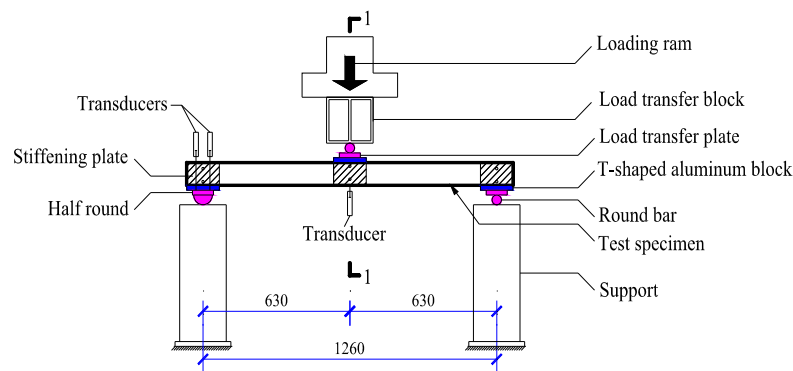 1
Loading ram
Transducers
Load transfer block
Load transfer plate
Stiffening plate
T-shaped aluminum block
Half round
Round bar
Transducer
Test specimen
1
Support
630
630
1260